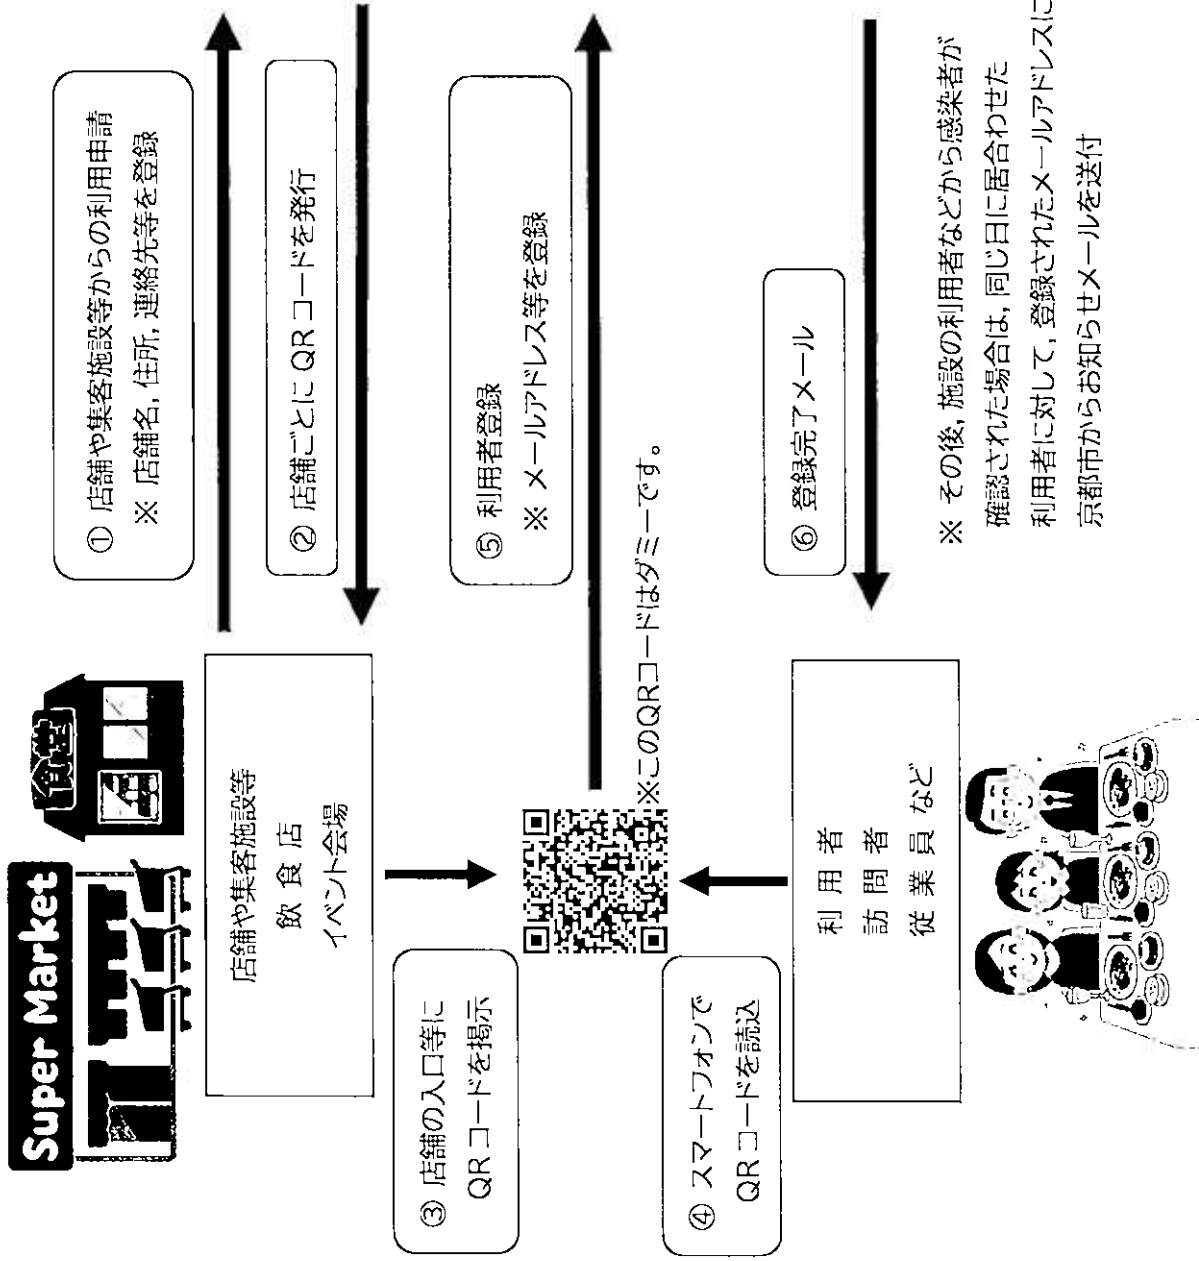 Super Market
食堂
店舗や集客施設等
飲 食 店
イベント会場
① 店舗や集客施設等からの利用申請
※ 店舗名, 住所, 連絡先等を登録
② 店舗ごとに QR コードを発行
③ 店舗の入口等に
QR コードを掲示
※このQRコードはダミーです。
④ スマートフォンで
QR コードを読込
⑤ 利用者登録
※ メールアドレス等を登録
利 用 者
訪 問 者
従 業 員 など
⑥ 登録完了メール
※ その後, 施設の利用者などから感染者が
確認された場合は, 同じ日に居合わせた
利用者に対して, 登録されたメールアドレスに
京都市からお知らせメールを送付